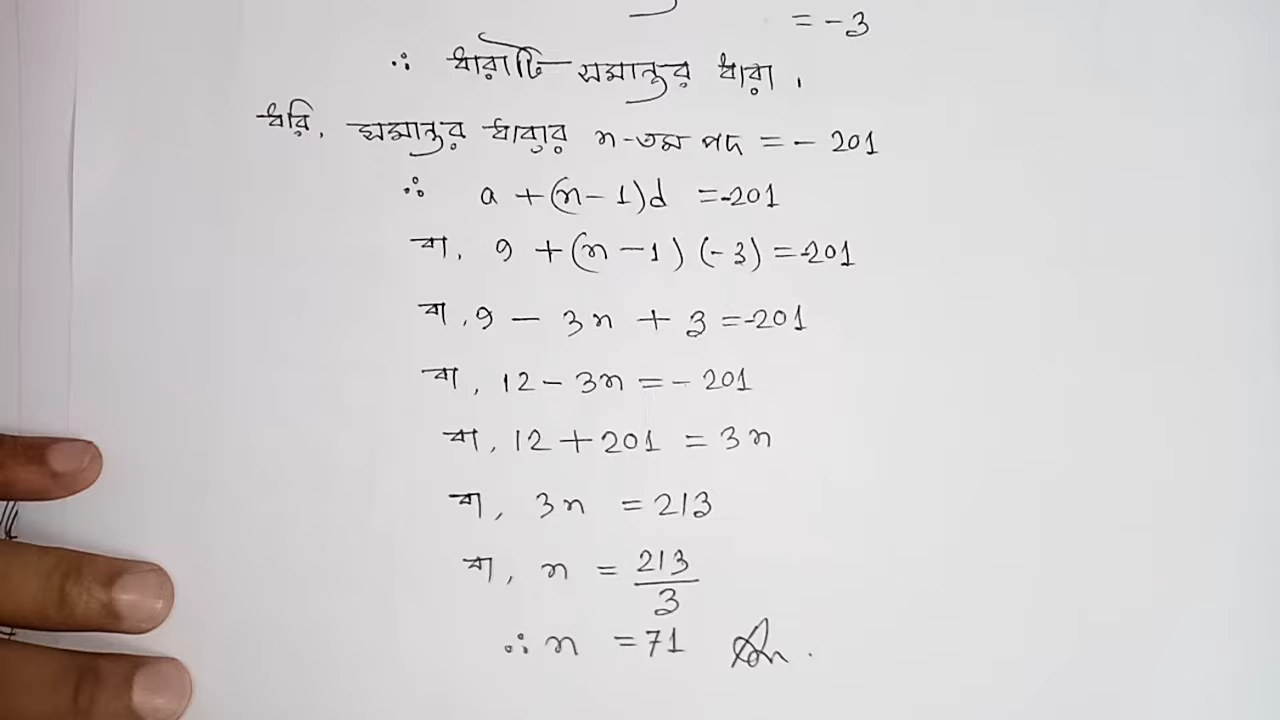 = -3
∴ ধারাটি সমান্তর ধারা ।
ধরি, সমান্তর ধারার n-তম পদ = - 201
∴ a + (n - 1)d = -201
বা, 9 + (n - 1) (-3) = -201
বা, 9 - 3n + 3 = -201
বা, 12 - 3n = - 201
বা, 12 + 201 = 3n
বা, 3n = 213
বা, n = 213/3
∴ n = 71 Ans.